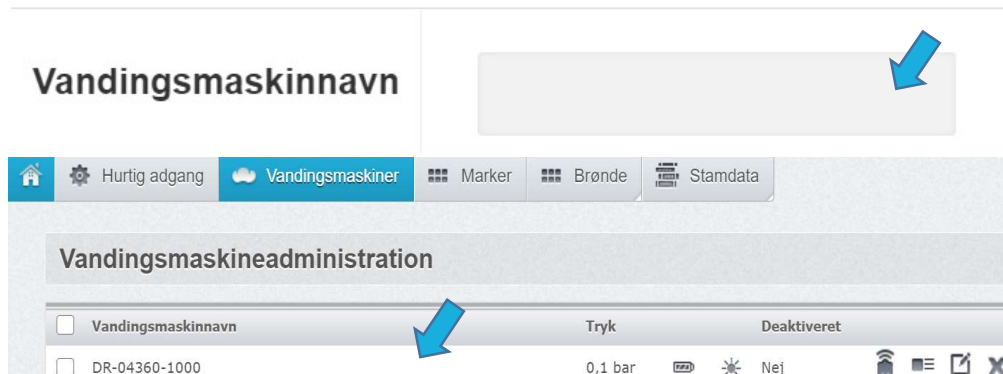 Vandingsmaskinnavn
Hurtig adgang Vandingsmaskiner Marker Brønde Stamdata
Vandingsmaskineadministration
Vandingsmaskinnavn Tryk Deaktiveret
DR-04360-1000 0,1 bar Nej